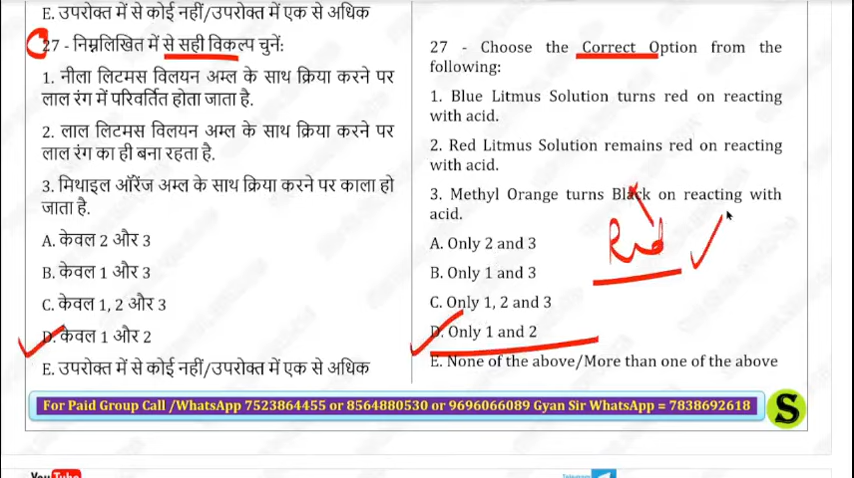 E. उपरोक्त में से कोई नहीं/उपरोक्त में एक से अधिक
27 - निम्नलिखित में से सही विकल्प चुनें:
1. नीला लिटमस विलयन अम्ल के साथ क्रिया करने पर
लाल रंग में परिवर्तित होता जाता है.
2. लाल लिटमस विलयन अम्ल के साथ क्रिया करने पर
लाल रंग का ही बना रहता है.
3. मिथाइल ऑरेंज अम्ल के साथ क्रिया करने पर काला हो
जाता है.
A. केवल 2 और 3
B. केवल 1 और 3
C. केवल 1, 2 और 3
D. केवल 1 और 2
E. उपरोक्त में से कोई नहीं/उपरोक्त में एक से अधिक
27 - Choose the Correct Option from the
following:
1. Blue Litmus Solution turns red on reacting
with acid.
2. Red Litmus Solution remains red on reacting
with acid.
3. Methyl Orange turns Black on reacting with
acid.
Red
A. Only 2 and 3
B. Only 1 and 3
C. Only 1, 2 and 3
D. Only 1 and 2
E. None of the above/More than one of the above
For Paid Group Call /WhatsApp 7523864455 or 8564880530 or 9696066089 Gyan Sir WhatsApp = 7838692618
S
YouTube
Telegram